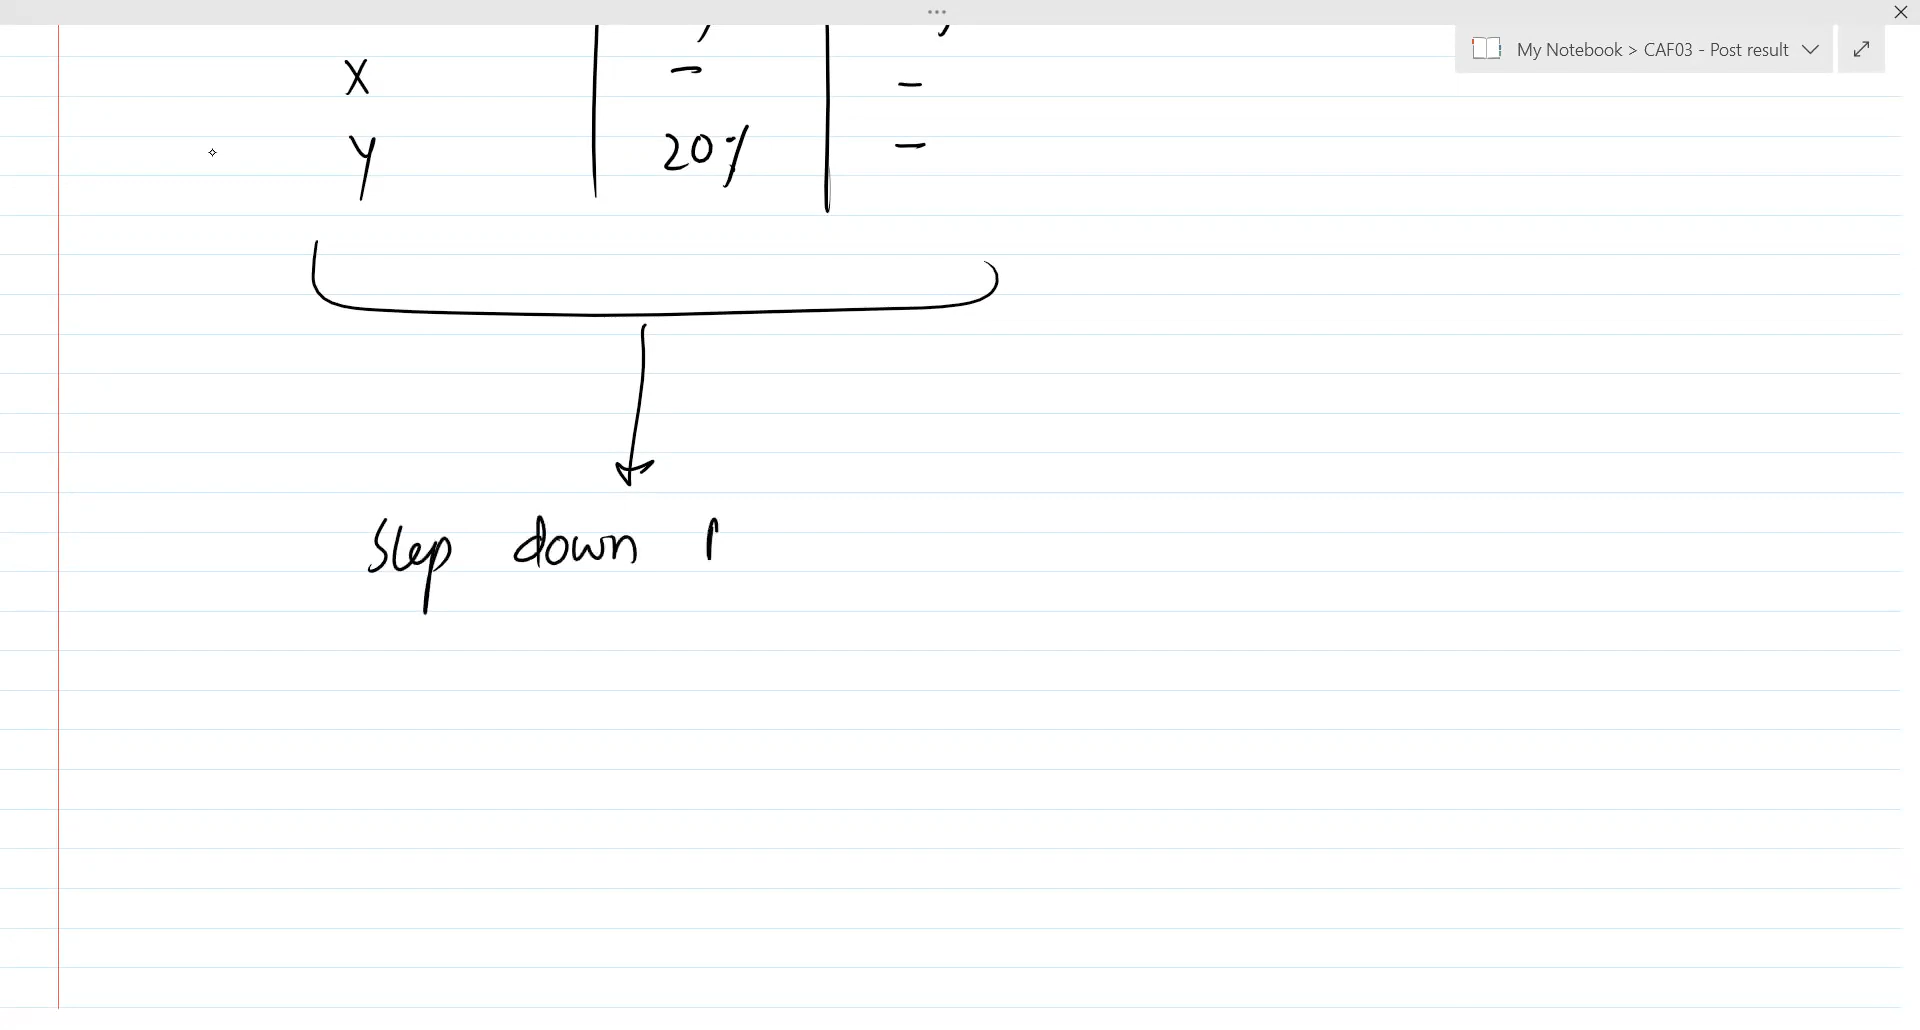 My Notebook > CAF03 - Post result
X - -
y 20% -
Step down